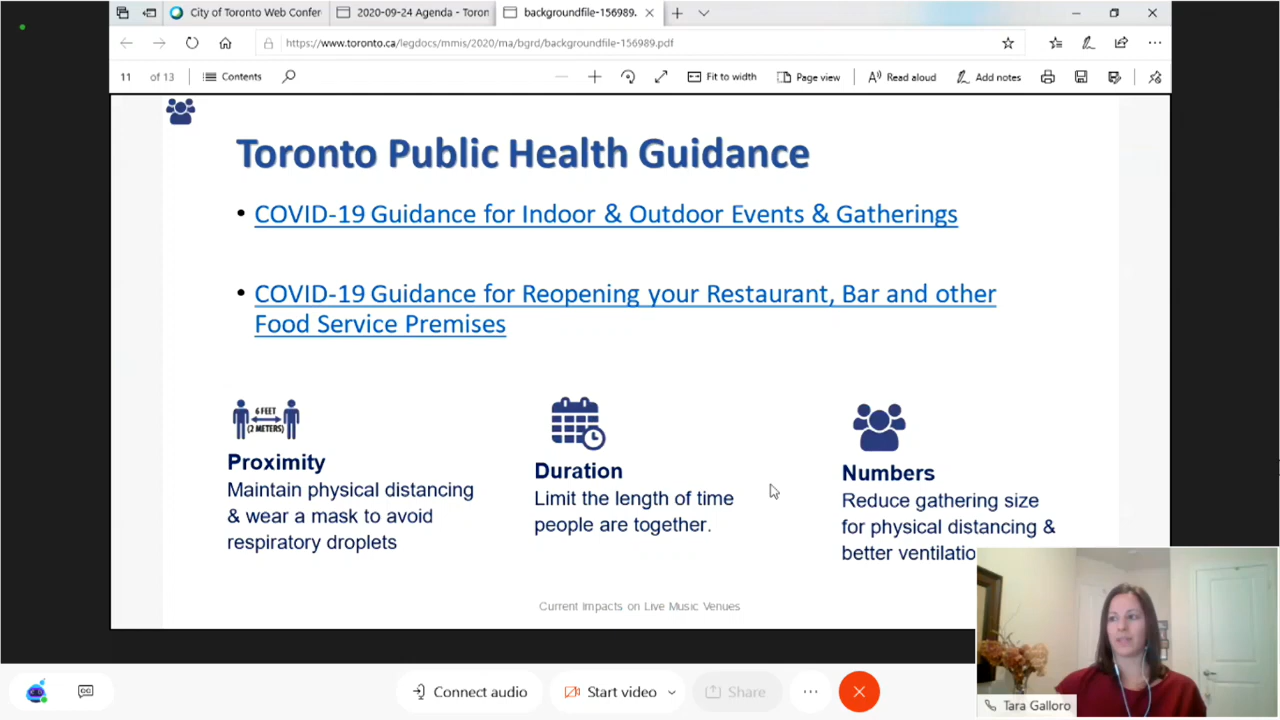 City of Toronto Web Confer
2020-09-24 Agenda - Toron
backgroundfile-156989.
https://www.toronto.ca/legdocs/mmis/2020/ma/bgrd/backgroundfile-156989.pdf
11 of 13
Contents
Fit to width
Page view
Read aloud
Add notes
Toronto Public Health Guidance
• COVID-19 Guidance for Indoor & Outdoor Events & Gatherings
• COVID-19 Guidance for Reopening your Restaurant, Bar and other
Food Service Premises
6 FEET
(2 METERS)
Proximity
Maintain physical distancing
& wear a mask to avoid
respiratory droplets
Duration
Limit the length of time
people are together.
Numbers
Reduce gathering size
for physical distancing &
better ventilatio
Current Impacts on Live Music Venues
Tara Galloro
CC
Connect audio
Start video
Share